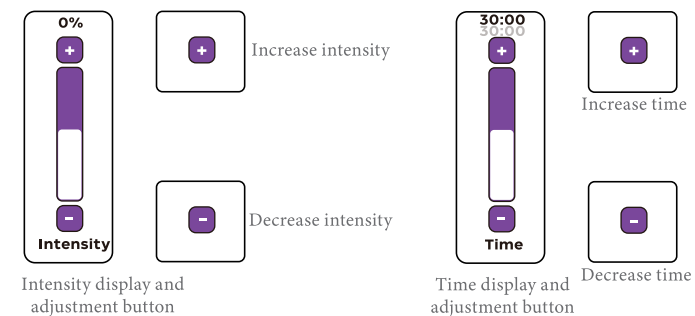 0%
+
+
Increase intensity
-
-
Decrease intensity
Intensity
Intensity display and
adjustment button
30:00
30:00
+
+
Increase time
-
-
Time
Decrease time
Time display and
adjustment button